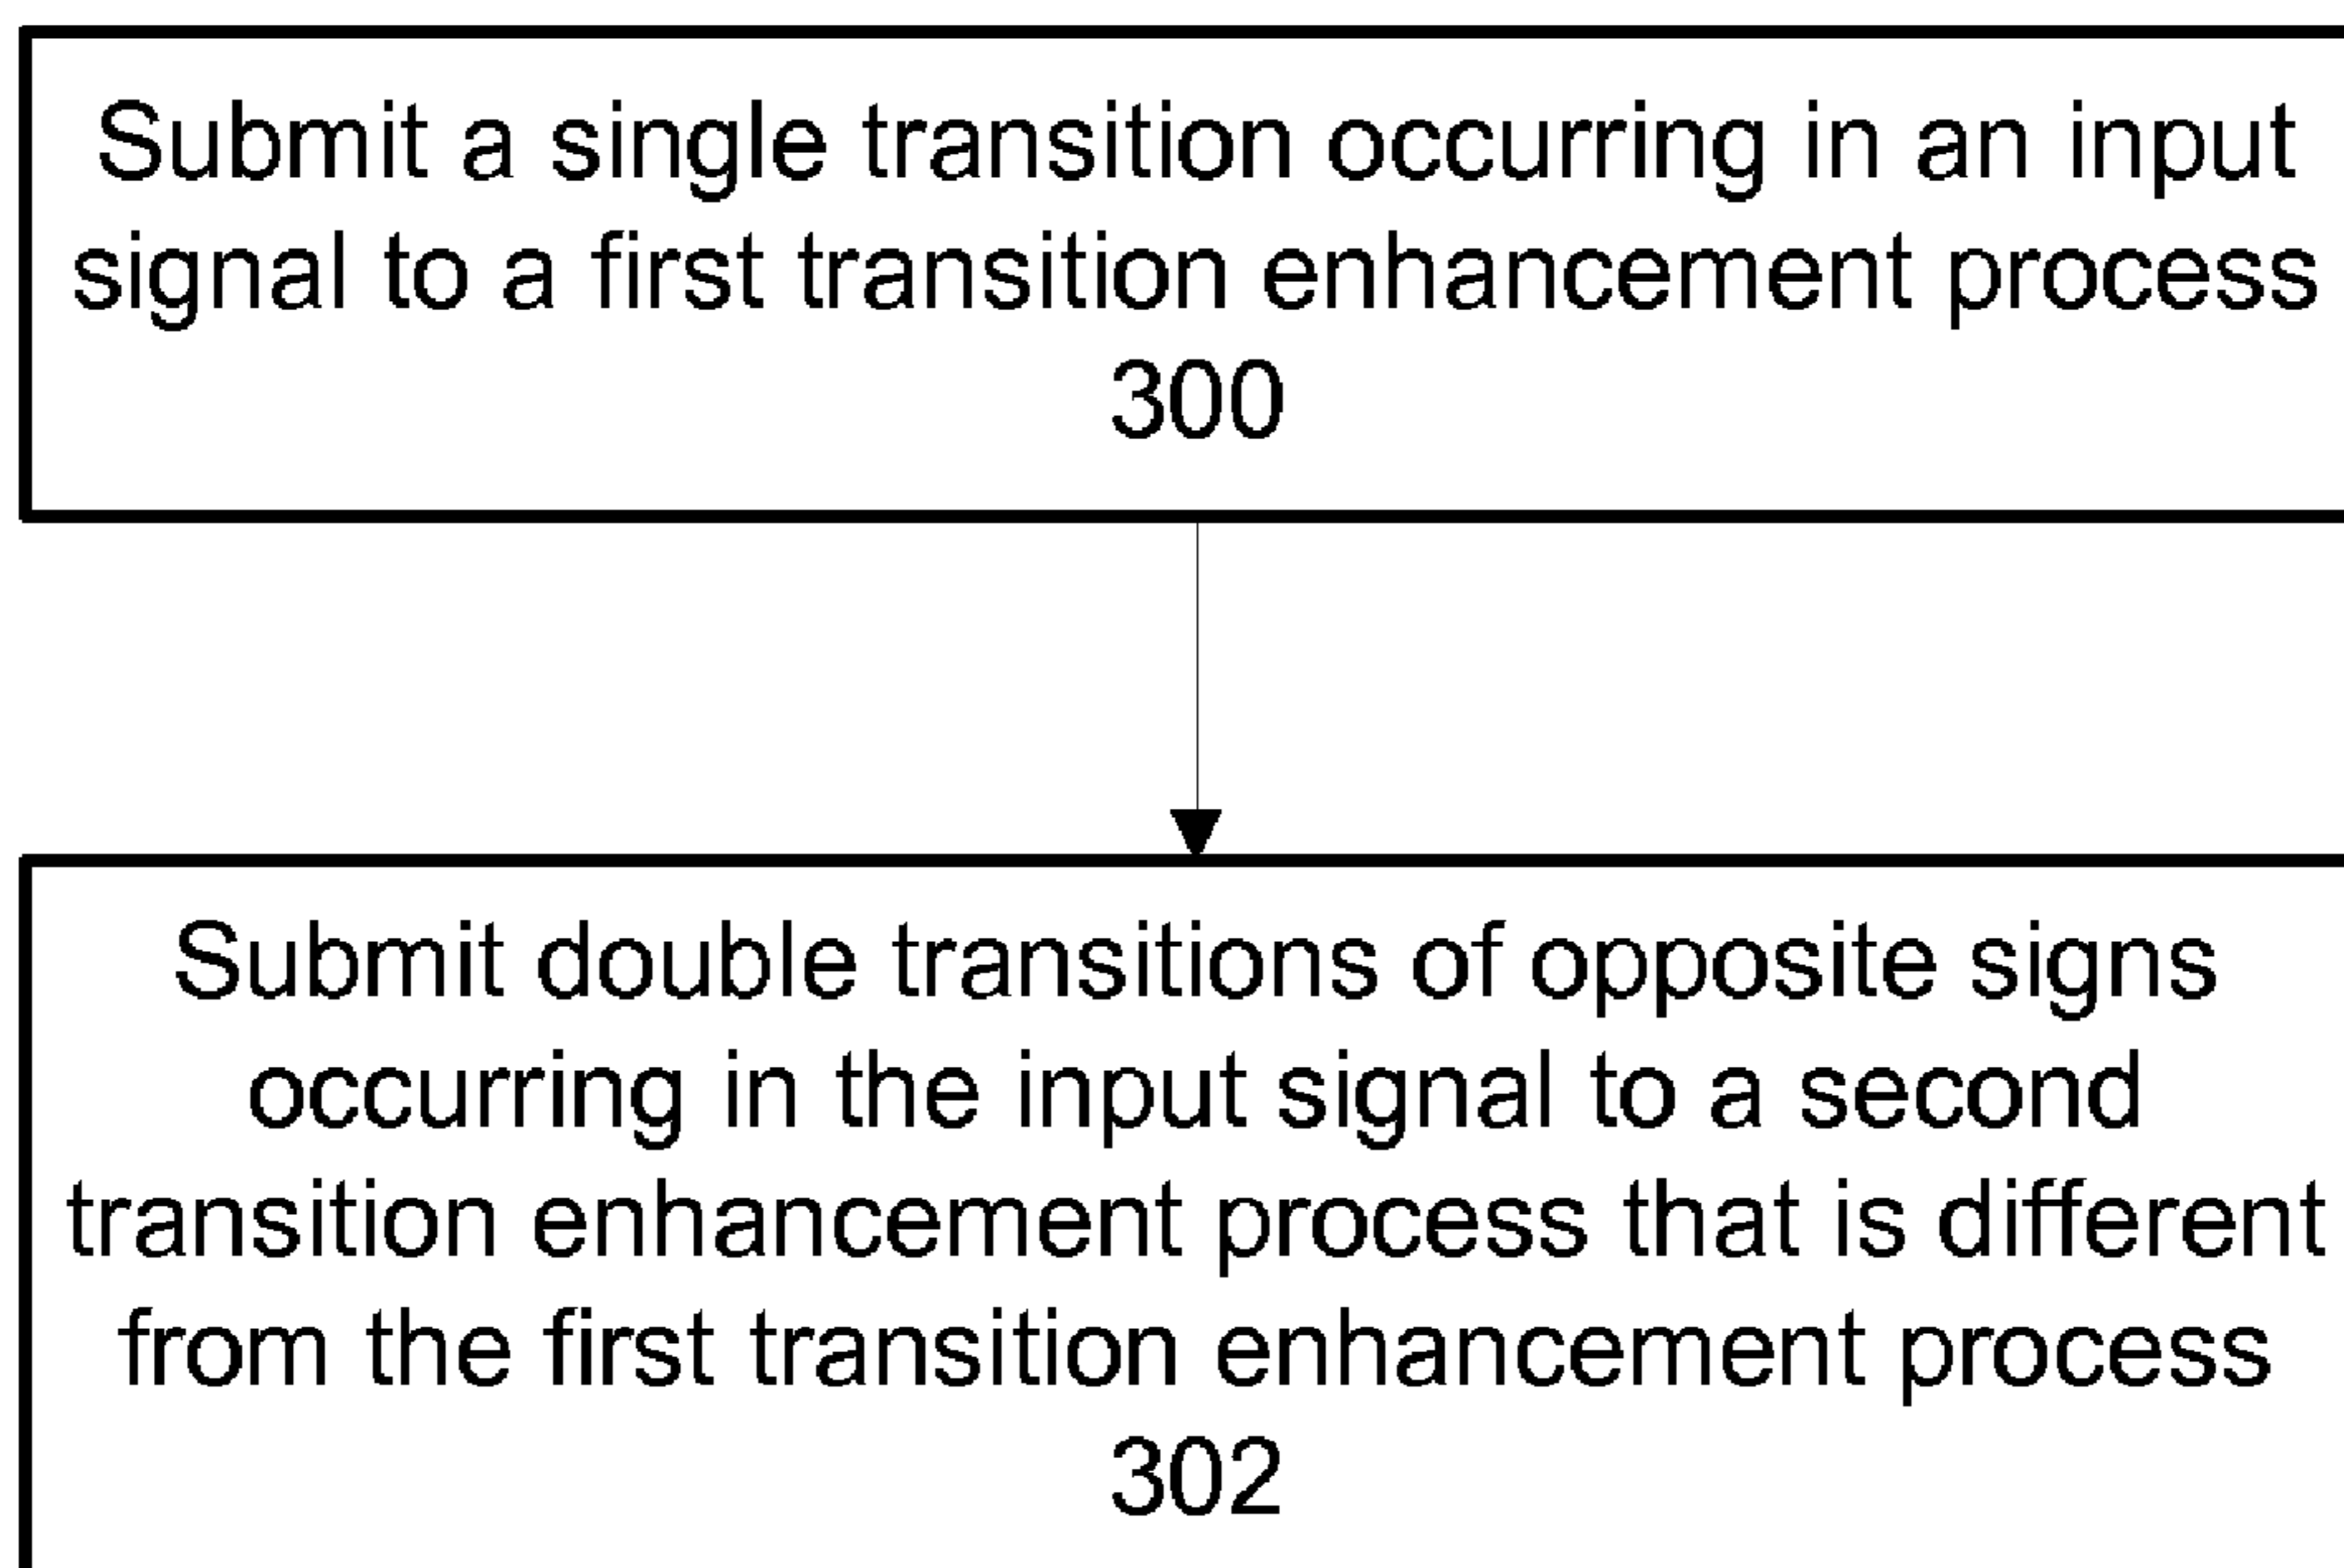 Submit a single transition occurring in an input
signal to a first transition enhancement process
300
Submit double transitions of opposite signs
occurring in the input signal to a second
transition enhancement process that is different
from the first transition enhancement process
302